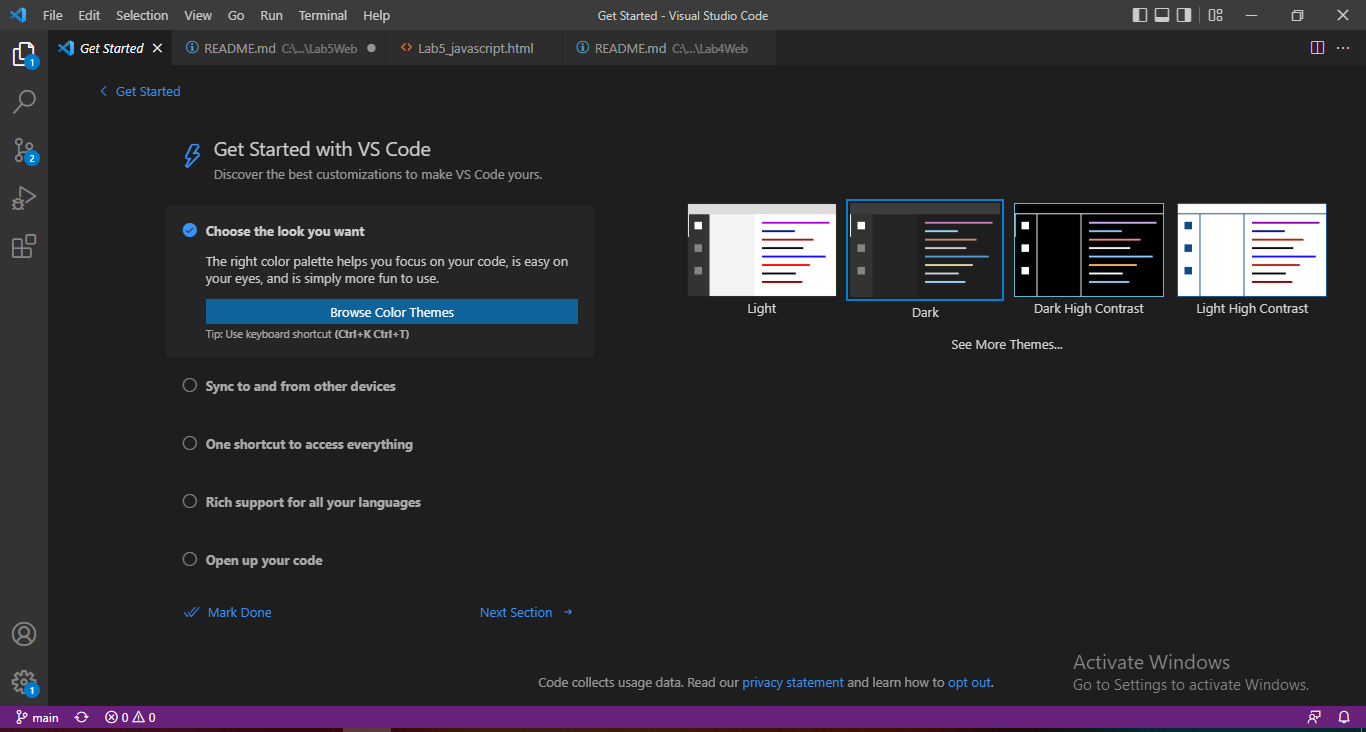 File Edit Selection View Go Run Terminal Help Get Started - Visual Studio Code
Get Started README.md C:\...\Lab5Web Lab5_javascript.html README.md C:\...\Lab4Web
1
2
Get Started
Get Started with VS Code
Discover the best customizations to make VS Code yours.
Choose the look you want
The right color palette helps you focus on your code, is easy on
your eyes, and is simply more fun to use.
Browse Color Themes
Tip: Use keyboard shortcut (Ctrl+K Ctrl+T)
Light
Dark
Dark High Contrast
Light High Contrast
See More Themes...
Sync to and from other devices
One shortcut to access everything
Rich support for all your languages
Open up your code
Mark Done Next Section
Code collects usage data. Read our privacy statement and learn how to opt out.
Activate Windows
Go to Settings to activate Windows.
1
main 0 0